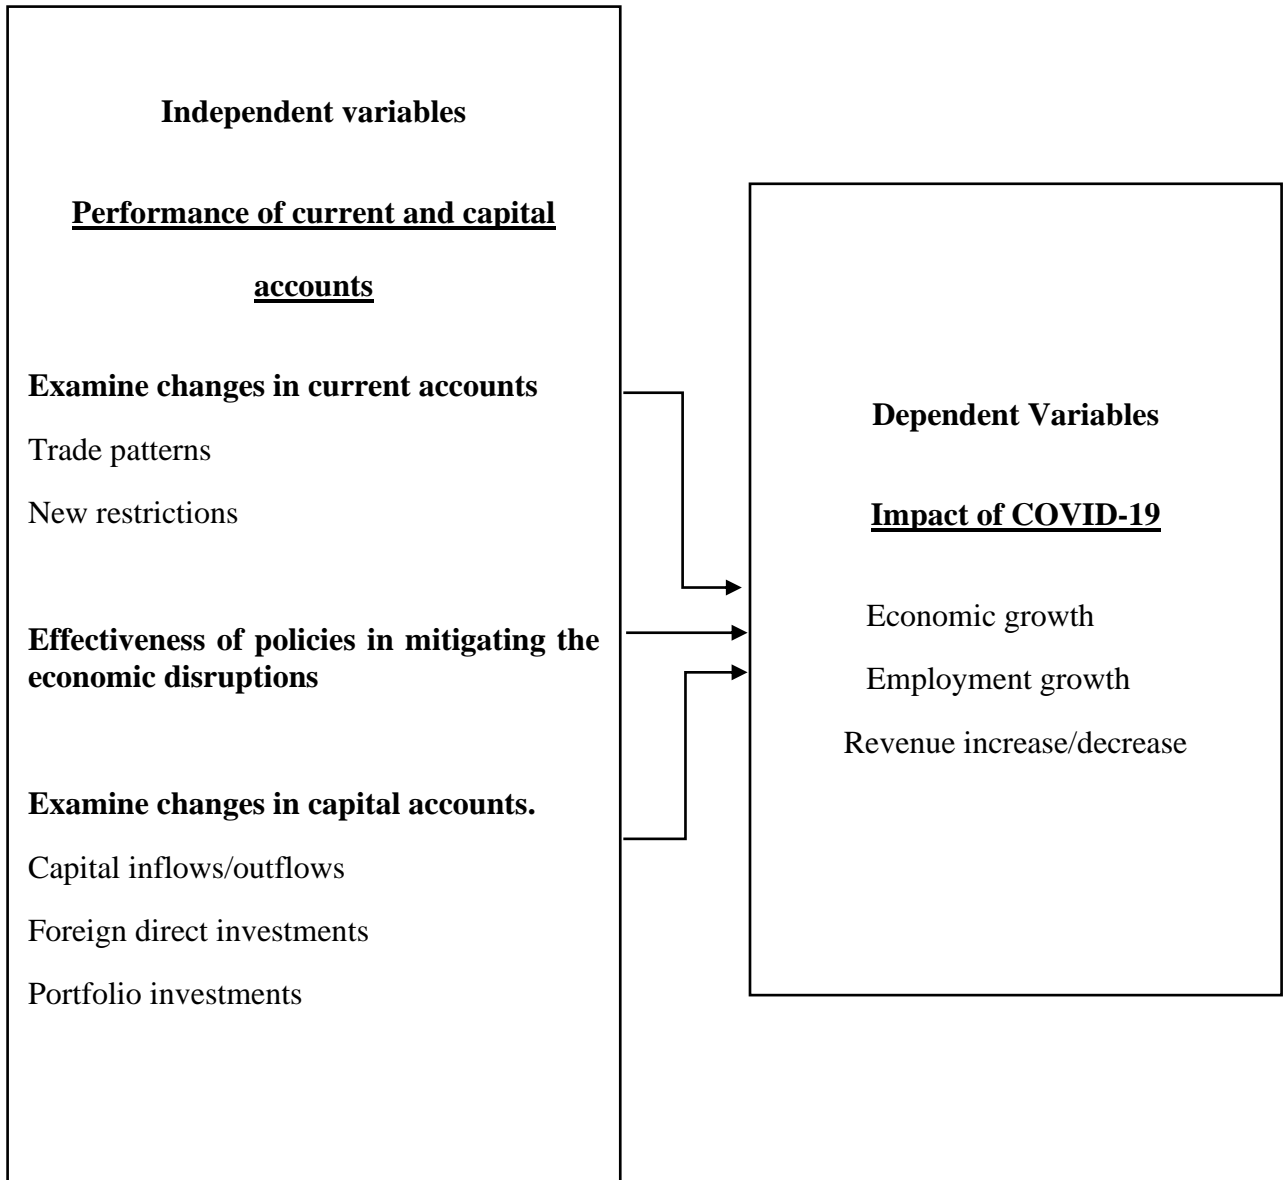 Independent variables
Performance of current and capital
accounts
Examine changes in current accounts
Trade patterns
New restrictions
Effectiveness of policies in mitigating the
economic disruptions
Examine changes in capital accounts.
Capital inflows/outflows
Foreign direct investments
Portfolio investments
Dependent Variables
Impact of COVID-19
Economic growth
Employment growth
Revenue increase/decrease